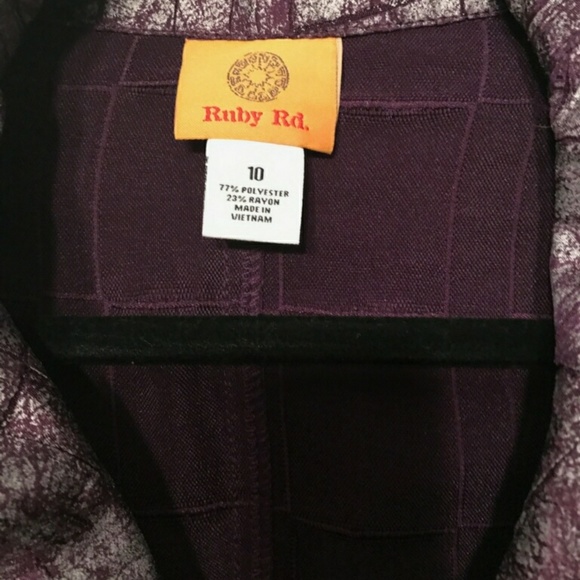 Ruby Rd.
10
77% POLYESTER
23% RAYON
MADE IN
VIETNAM